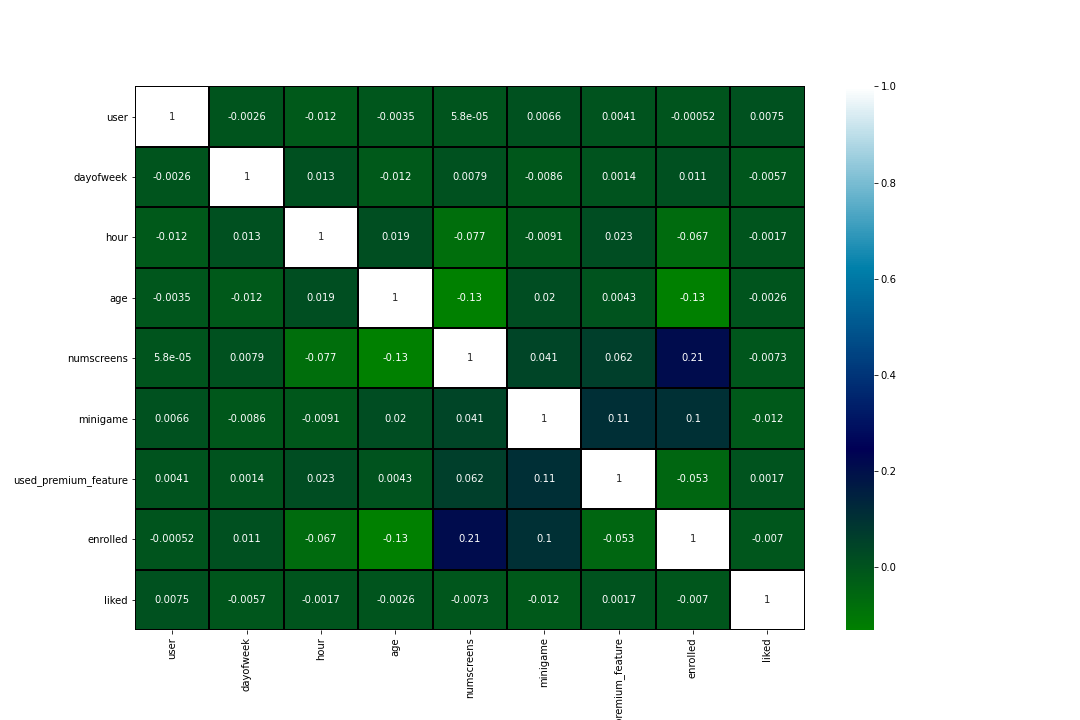 user 1 -0.0026 -0.012 -0.0035 5.8e-05 0.0066 0.0041 -0.00052 0.0075
dayofweek -0.0026 1 0.013 -0.012 0.0079 -0.0086 0.0014 0.011 -0.0057
hour -0.012 0.013 1 0.019 -0.077 -0.0091 0.023 -0.067 -0.0017
age -0.0035 -0.012 0.019 1 -0.13 0.02 0.0043 -0.13 -0.0026
numscreens 5.8e-05 0.0079 -0.077 -0.13 1 0.041 0.062 0.21 -0.0073
minigame 0.0066 -0.0086 -0.0091 0.02 0.041 1 0.11 0.1 -0.012
used_premium_feature 0.0041 0.0014 0.023 0.0043 0.062 0.11 1 -0.053 0.0017
enrolled -0.00052 0.011 -0.067 -0.13 0.21 0.1 -0.053 1 -0.007
liked 0.0075 -0.0057 -0.0017 -0.0026 -0.0073 -0.012 0.0017 -0.007 1
user
dayofweek
hour
age
numscreens
minigame
premium_feature
enrolled
liked
1.0
0.8
0.6
0.4
0.2
0.0